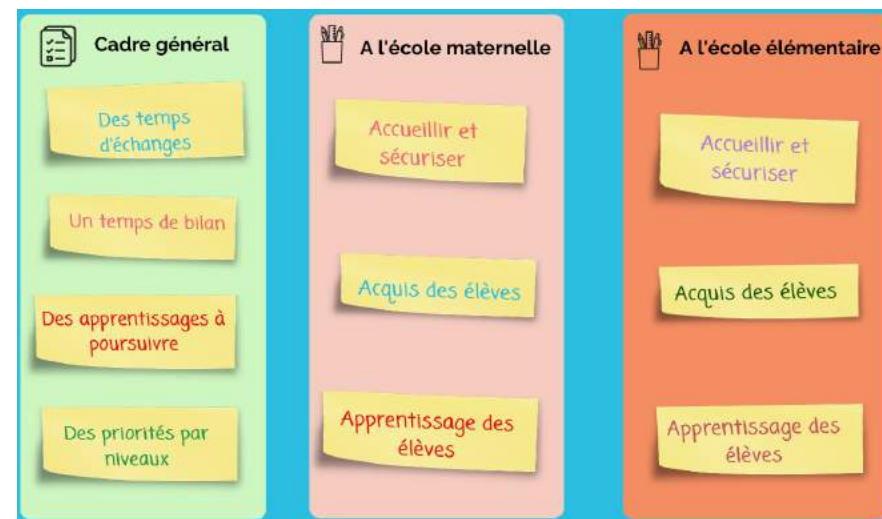 Cadre général
Des temps
d'échanges
Un temps de bilan
Des apprentissages à
poursuivre
Des priorités par
niveaux
A l'école maternelle
Accueillir et
sécuriser
Acquis des élèves
Apprentissage des
élèves
A l'école élémentaire
Accueillir et
sécuriser
Acquis des élèves
Apprentissage des
élèves